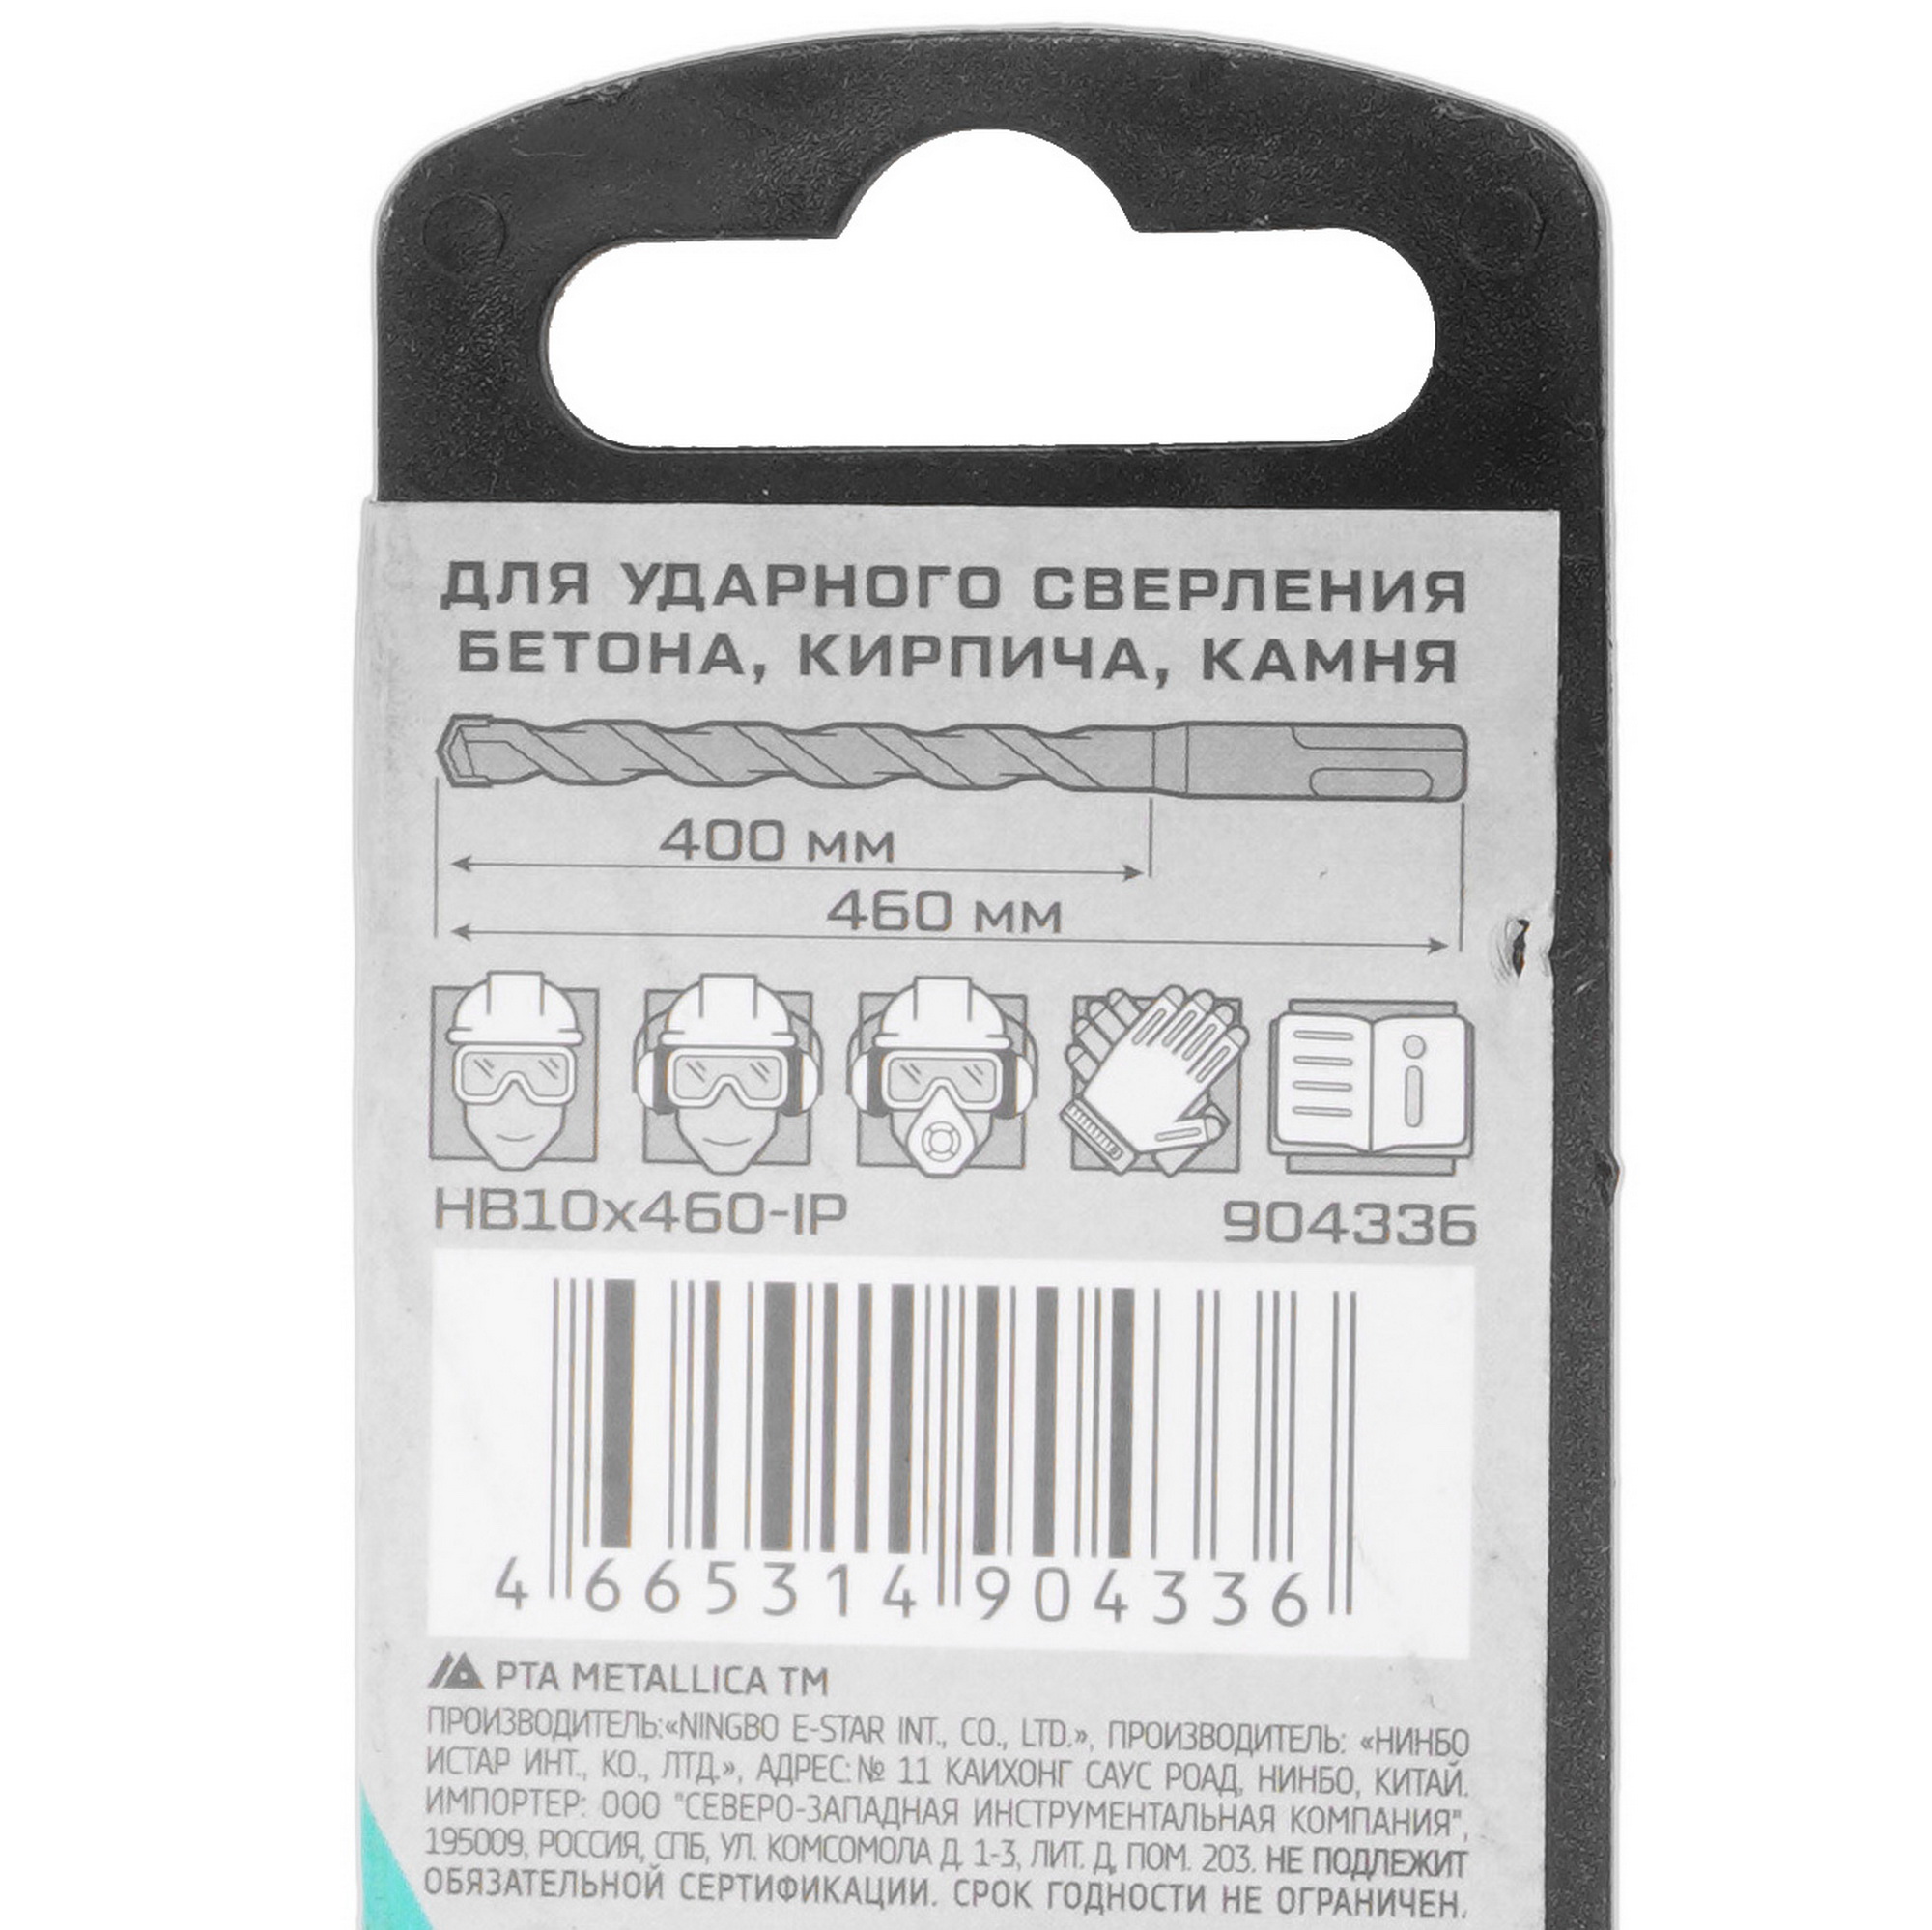 ДЛЯ УДАРНОГО СВЕРЛЕНИЯ
БЕТОНА, КИРПИЧА, КАМНЯ
400 мм
460 мм
HB10x460-IP 904336
4 665314 904336
РТА METALLICA TM
ПРОИЗВОДИТЕЛЬ:«NINGBO E-STAR INT., CO., LTD.», ПРОИЗВОДИТЕЛЬ: «НИНБО
ИСТАР ИНТ., КО., ЛТД.», АДРЕС:№ 11 КАИХОНГ САУС РОАД, НИНБО, КИТАЙ.
ИМПОРТЕР: ООО "СЕВЕРО-ЗАПАДНАЯ ИНСТРУМЕНТАЛЬНАЯ КОМПАНИЯ",
195009, РОССИЯ, СПБ, УЛ. КОМСОМОЛА Д. 1-3, ЛИТ. Д, ПОМ. 203. НЕ ПОДЛЕЖИТ
ОБЯЗАТЕЛЬНОЙ СЕРТИФИКАЦИИ. СРОК ГОДНОСТИ НЕ ОГРАНИЧЕН.